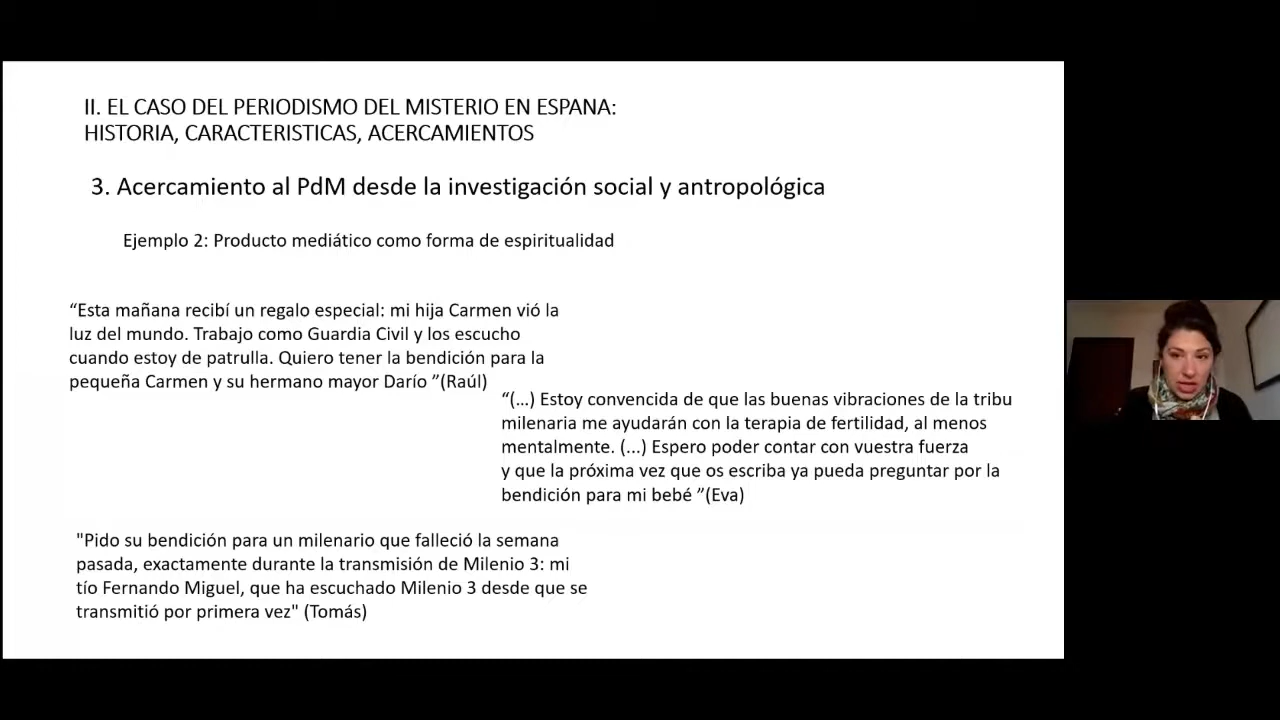 II. EL CASO DEL PERIODISMO DEL MISTERIO EN ESPANA:
HISTORIA, CARACTERISTICAS, ACERCAMIENTOS
3. Acercamiento al PdM desde la investigación social y antropológica
Ejemplo 2: Producto mediático como forma de espiritualidad
“Esta mañana recibí un regalo especial: mi hija Carmen vió la
luz del mundo. Trabajo como Guardia Civil y los escucho
cuando estoy de patrulla. Quiero tener la bendición para la
pequeña Carmen y su hermano mayor Darío ”(Raúl)
“(…) Estoy convencida de que las buenas vibraciones de la tribu
milenaria me ayudarán con la terapia de fertilidad, al menos
mentalmente. (...) Espero poder contar con vuestra fuerza
y que la próxima vez que os escriba ya pueda preguntar por la
bendición para mi bebé ”(Eva)
"Pido su bendición para un milenario que falleció la semana
pasada, exactamente durante la transmisión de Milenio 3: mi
tío Fernando Miguel, que ha escuchado Milenio 3 desde que se
transmitió por primera vez" (Tomás)